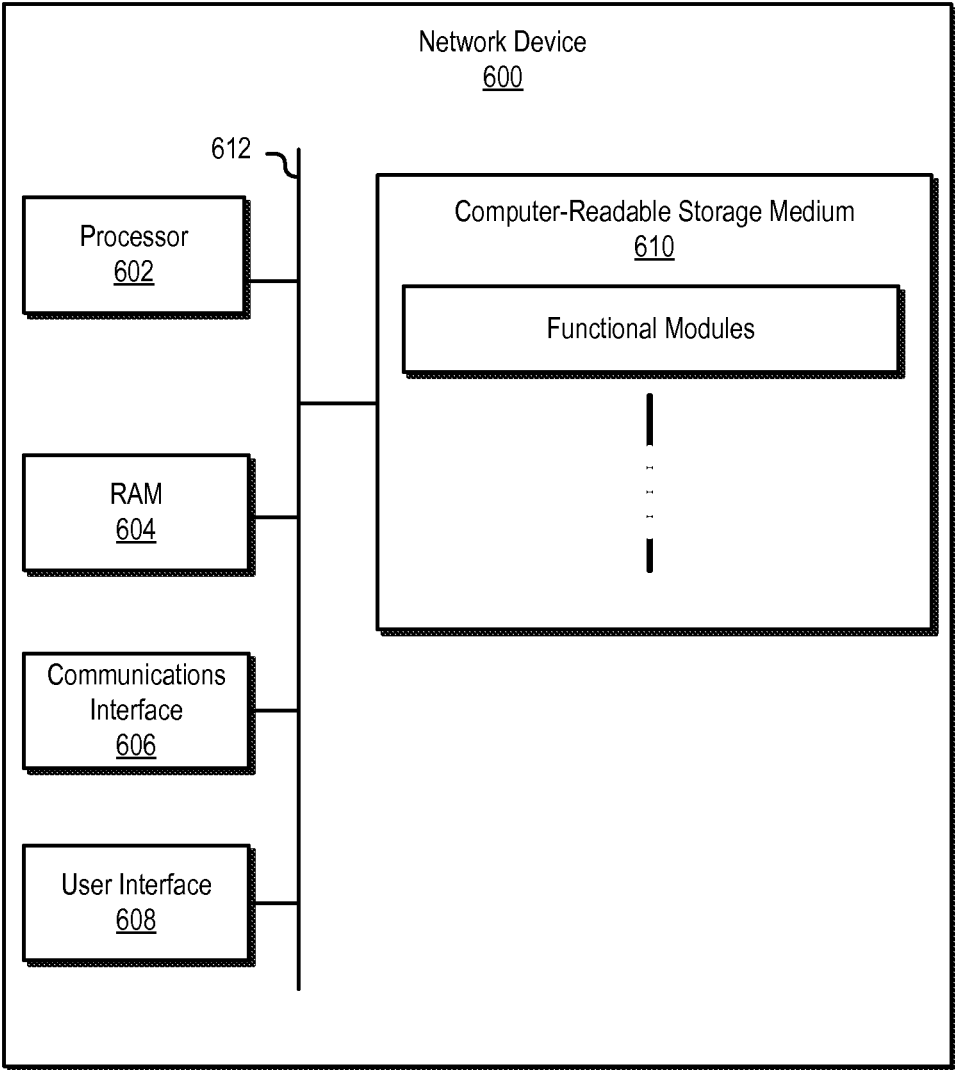 Network Device
600
612
Processor
602
Computer-Readable Storage Medium
610
Functional Modules
RAM
604
Communications
Interface
606
User Interface
608